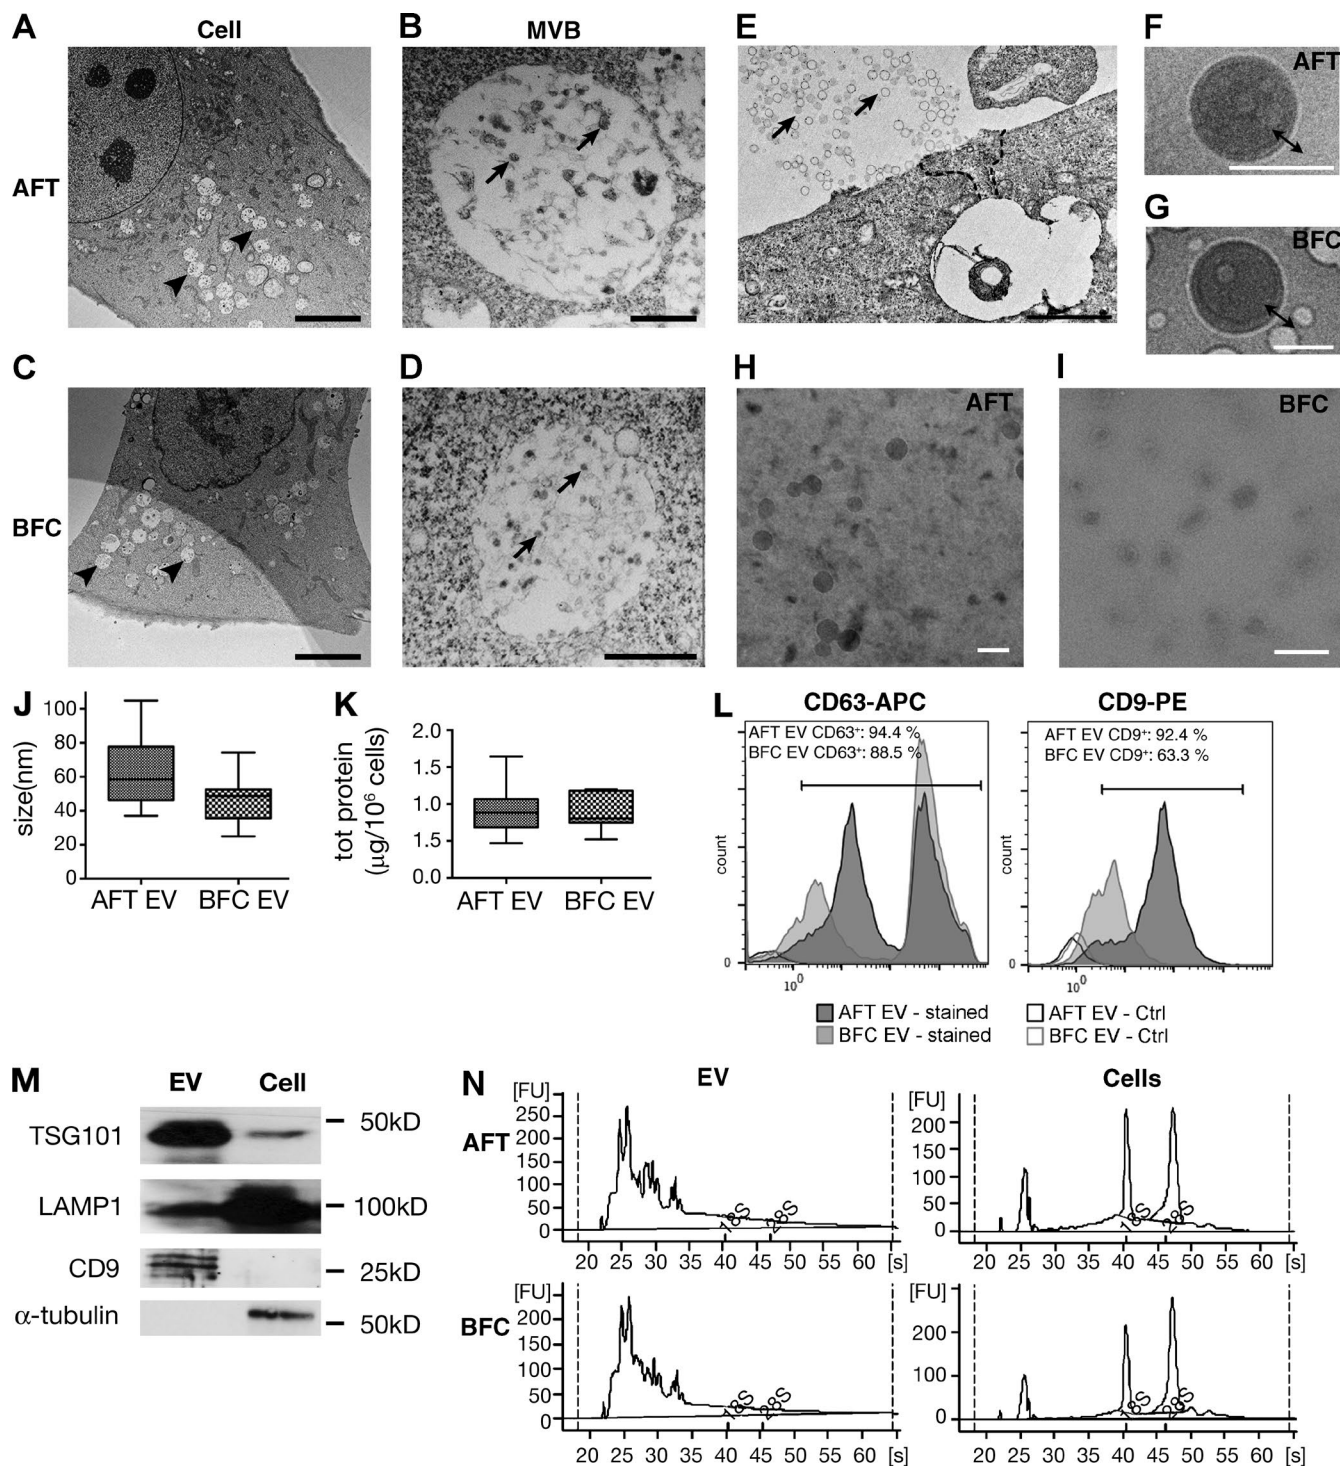 A Cell
B MVB
E
F
AFT
AFT
G
BFC
C
D
H
AFT
I
BFC
BFC
J
size(nm)
100
80
60
40
20
0
AFT EV BFC EV
K
tot protein
(µg/10⁶ cells)
2.0
1.5
1.0
1.5
0.0
AFT EV BFC EV
L
CD63-APC
AFT EV CD63⁺: 94.4 %
BFC EV CD63⁺: 88.5 %
count
0
10⁰
CD9-PE
AFT EV CD9⁺: 92.4 %
BFC EV CD9⁺: 63.3 %
count
0
10⁰
AFT EV - stained
BFC EV - stained
AFT EV - Ctrl
BFC EV - Ctrl
M
EV Cell
TSG101 50kD
LAMP1 100kD
CD9 25kD
α-tubulin 50kD
N
EV
Cells
AFT
[FU]
250
200
150
100
50
0
18S 28S
20 25 30 35 40 45 50 55 60 [s]
[FU]
200
150
100
50
0
18S 28S
20 25 30 35 40 45 50 55 60 [s]
BFC
[FU]
200
150
100
50
0
18S 28S
20 25 30 35 40 45 50 55 60 [s]
[FU]
200
100
0
18S 28S
20 25 30 35 40 45 50 55 60 [s]